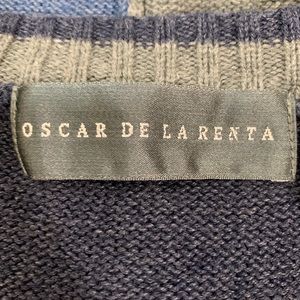 OSCAR DE LA RENTA